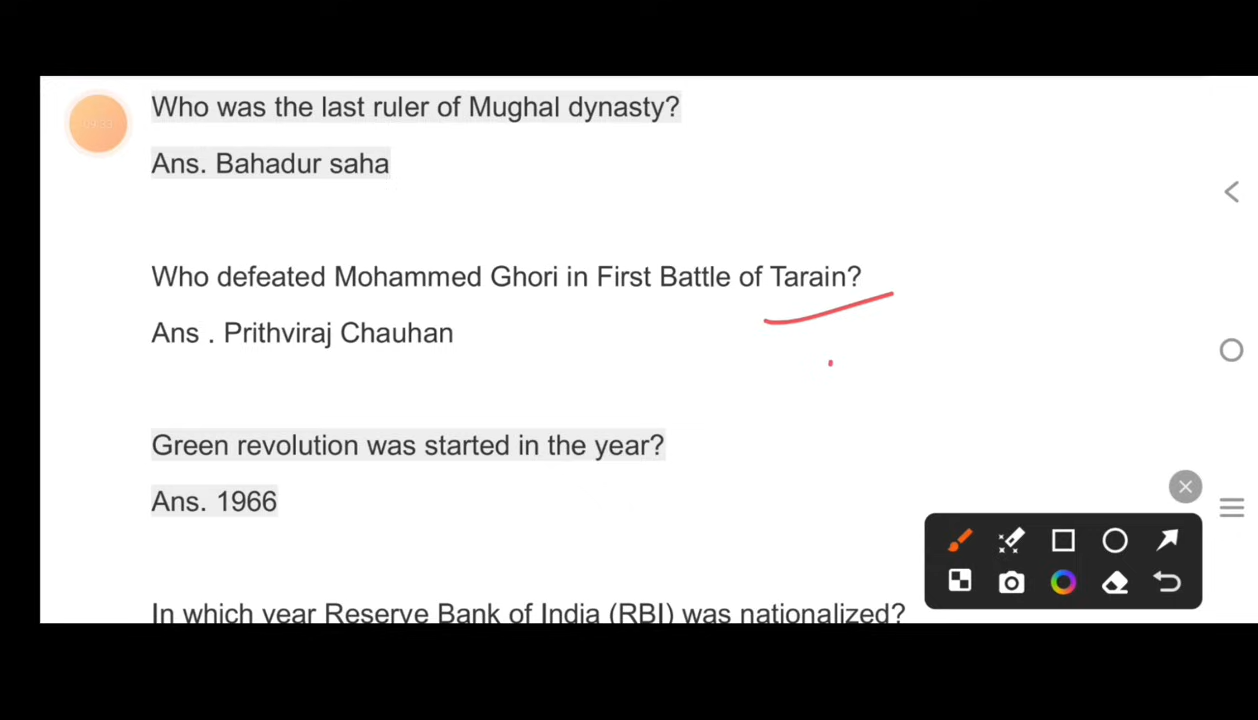 Who was the last ruler of Mughal dynasty?
Ans. Bahadur saha
Who defeated Mohammed Ghori in First Battle of Tarain?
Ans . Prithviraj Chauhan
Green revolution was started in the year?
Ans. 1966
In which year Reserve Bank of India (RBI) was nationalized?